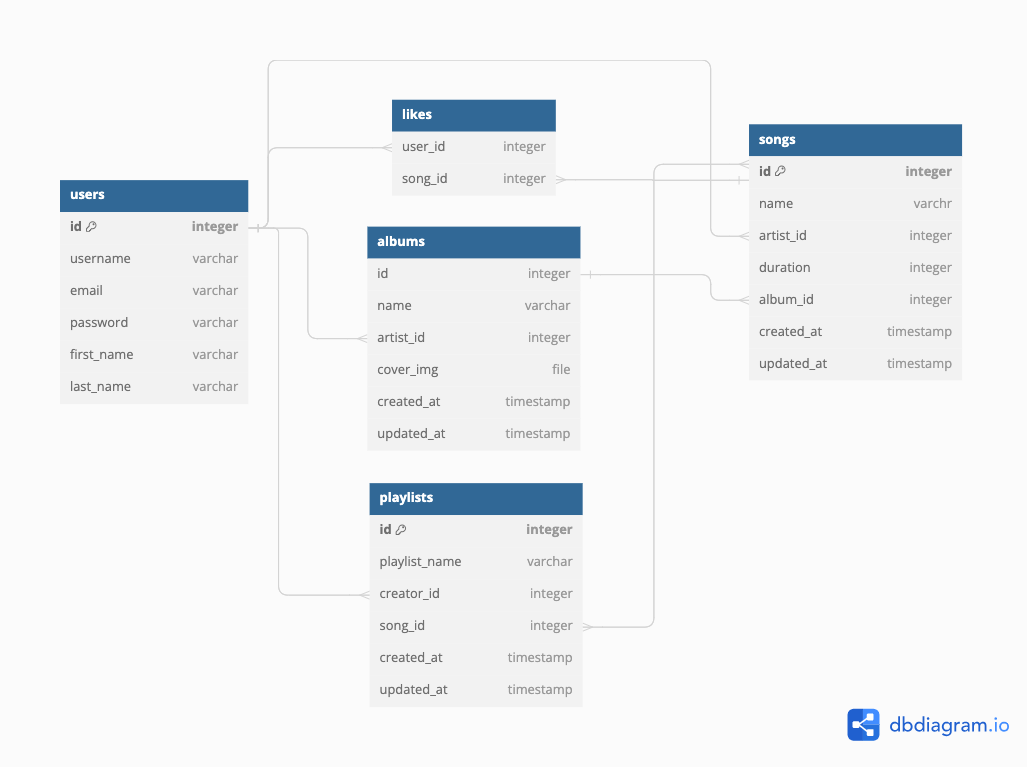 likes
user_id integer
song_id integer
songs
id integer
name varchr
artist_id integer
duration integer
album_id integer
created_at timestamp
updated_at timestamp
users
id integer
username varchar
email varchar
password varchar
first_name varchar
last_name varchar
albums
id integer
name varchar
artist_id integer
cover_img file
created_at timestamp
updated_at timestamp
playlists
id integer
playlist_name varchar
creator_id integer
song_id integer
created_at timestamp
updated_at timestamp
dbdiagram.io